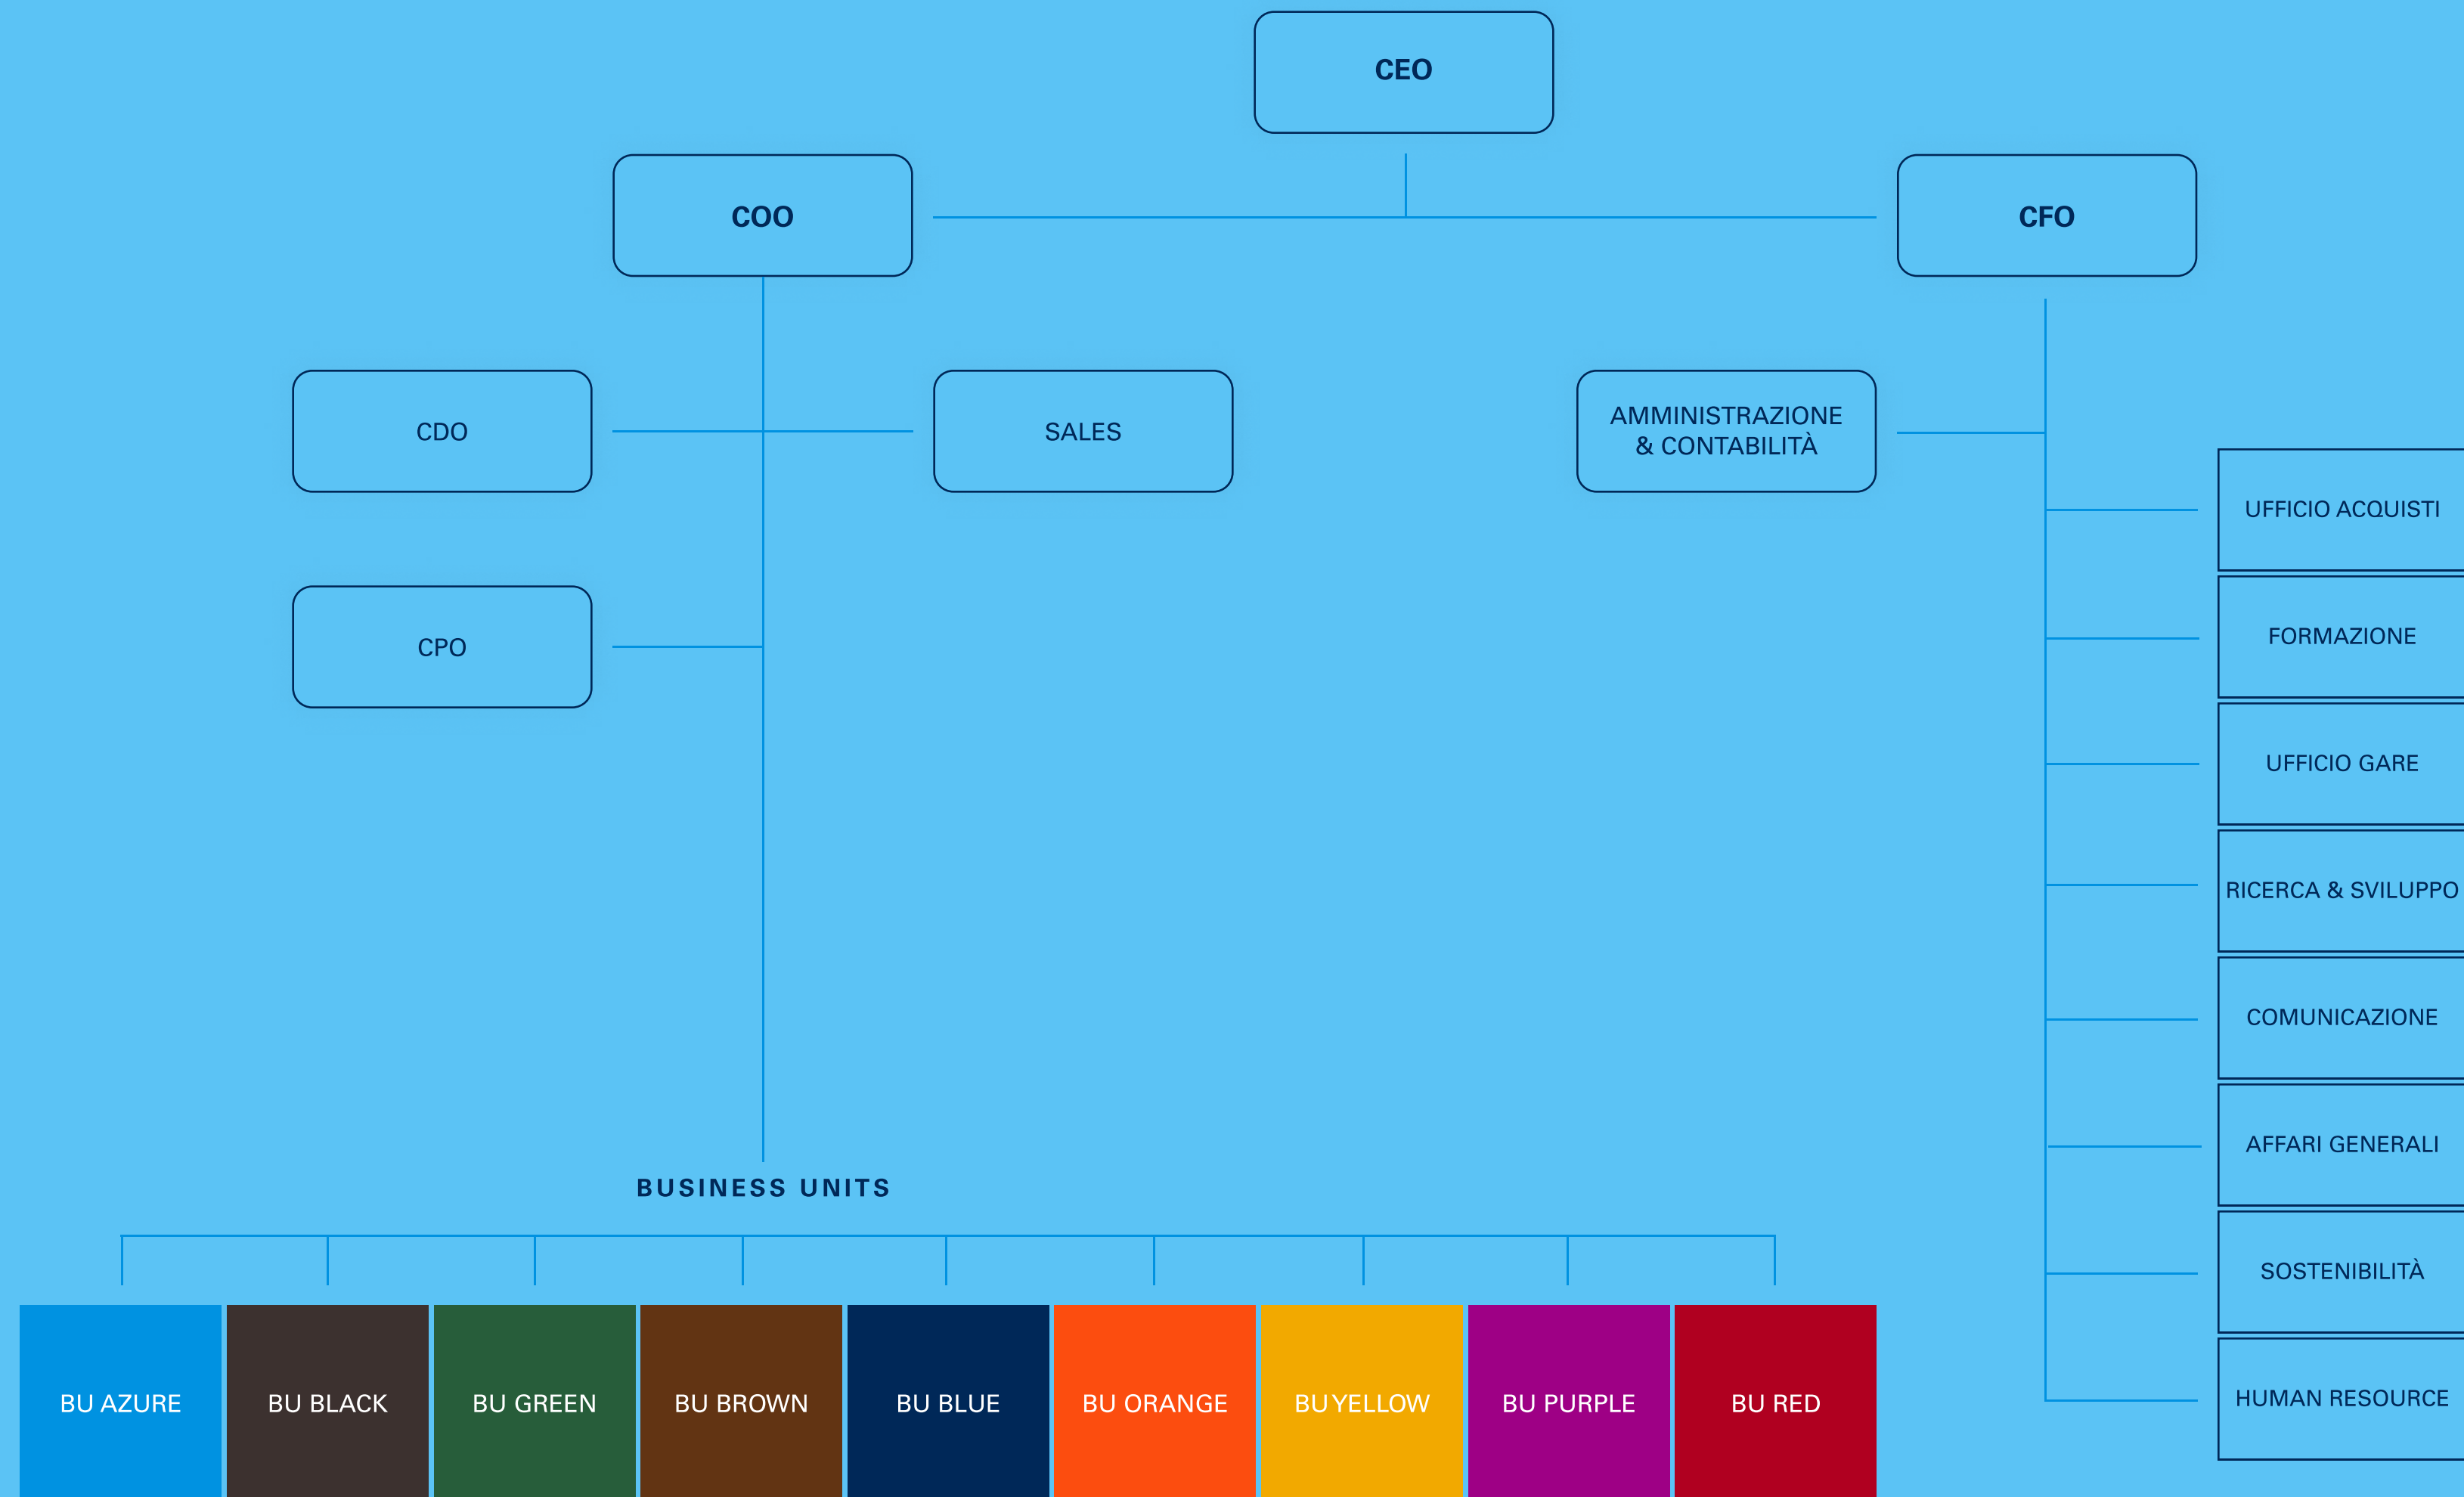 CEO
COO
CFO
CDO
SALES
AMMINISTRAZIONE
& CONTABILITÀ
CPO
UFFICIO ACQUISTI
FORMAZIONE
UFFICIO GARE
RICERCA & SVILUPPO
COMUNICAZIONE
AFFARI GENERALI
SOSTENIBILITÀ
HUMAN RESOURCE
BUSINESS UNITS
BU AZURE
BU BLACK
BU GREEN
BU BROWN
BU BLUE
BU ORANGE
BU YELLOW
BU PURPLE
BU RED